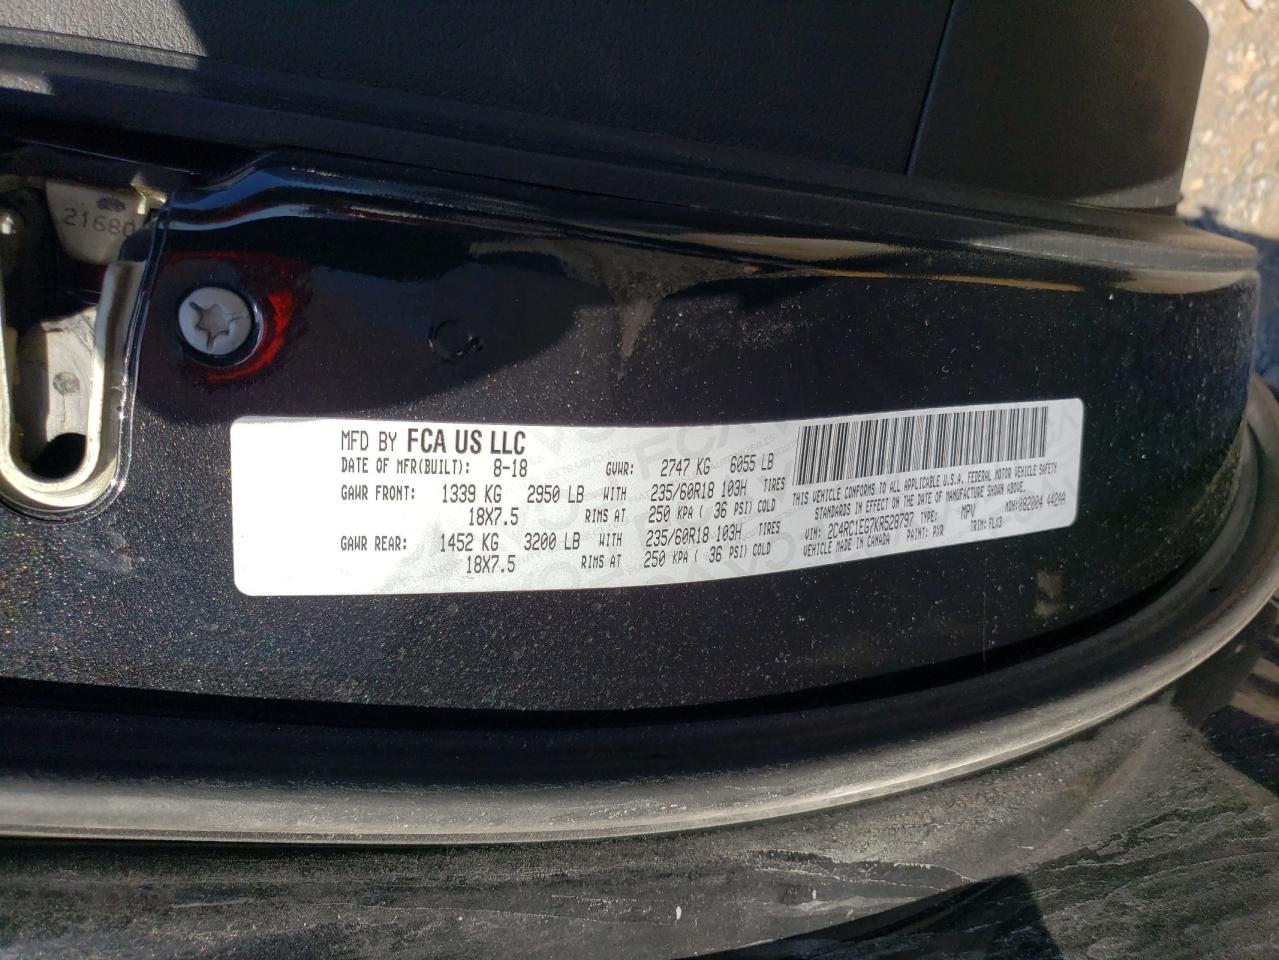 21680
MFD BY FCA US LLC
DATE OF MFR(BUILT): 8-18 GVWR: 2747 KG 6055 LB
GAWR FRONT: 1339 KG 2950 LB WITH 235/60R18 103H TIRES
18X7.5 RIMS AT 250 KPA ( 36 PSI) COLD
GAWR REAR: 1452 KG 3200 LB WITH 235/60R18 103H TIRES
18X7.5 RIMS AT 250 KPA ( 36 PSI) COLD
THIS VEHICLE CONFORMS TO ALL APPLICABLE U.S.A. FEDERAL MOTOR VEHICLE SAFETY
STANDARDS IN EFFECT ON THE DATE OF MANUFACTURE SHOWN ABOVE.
VIN: 2C4RC1EG7KR528797 TYPE: MPV MDH: 082004 442AA
VEHICLE MADE IN CANADA PAINT: PXR TRIM: FLX3